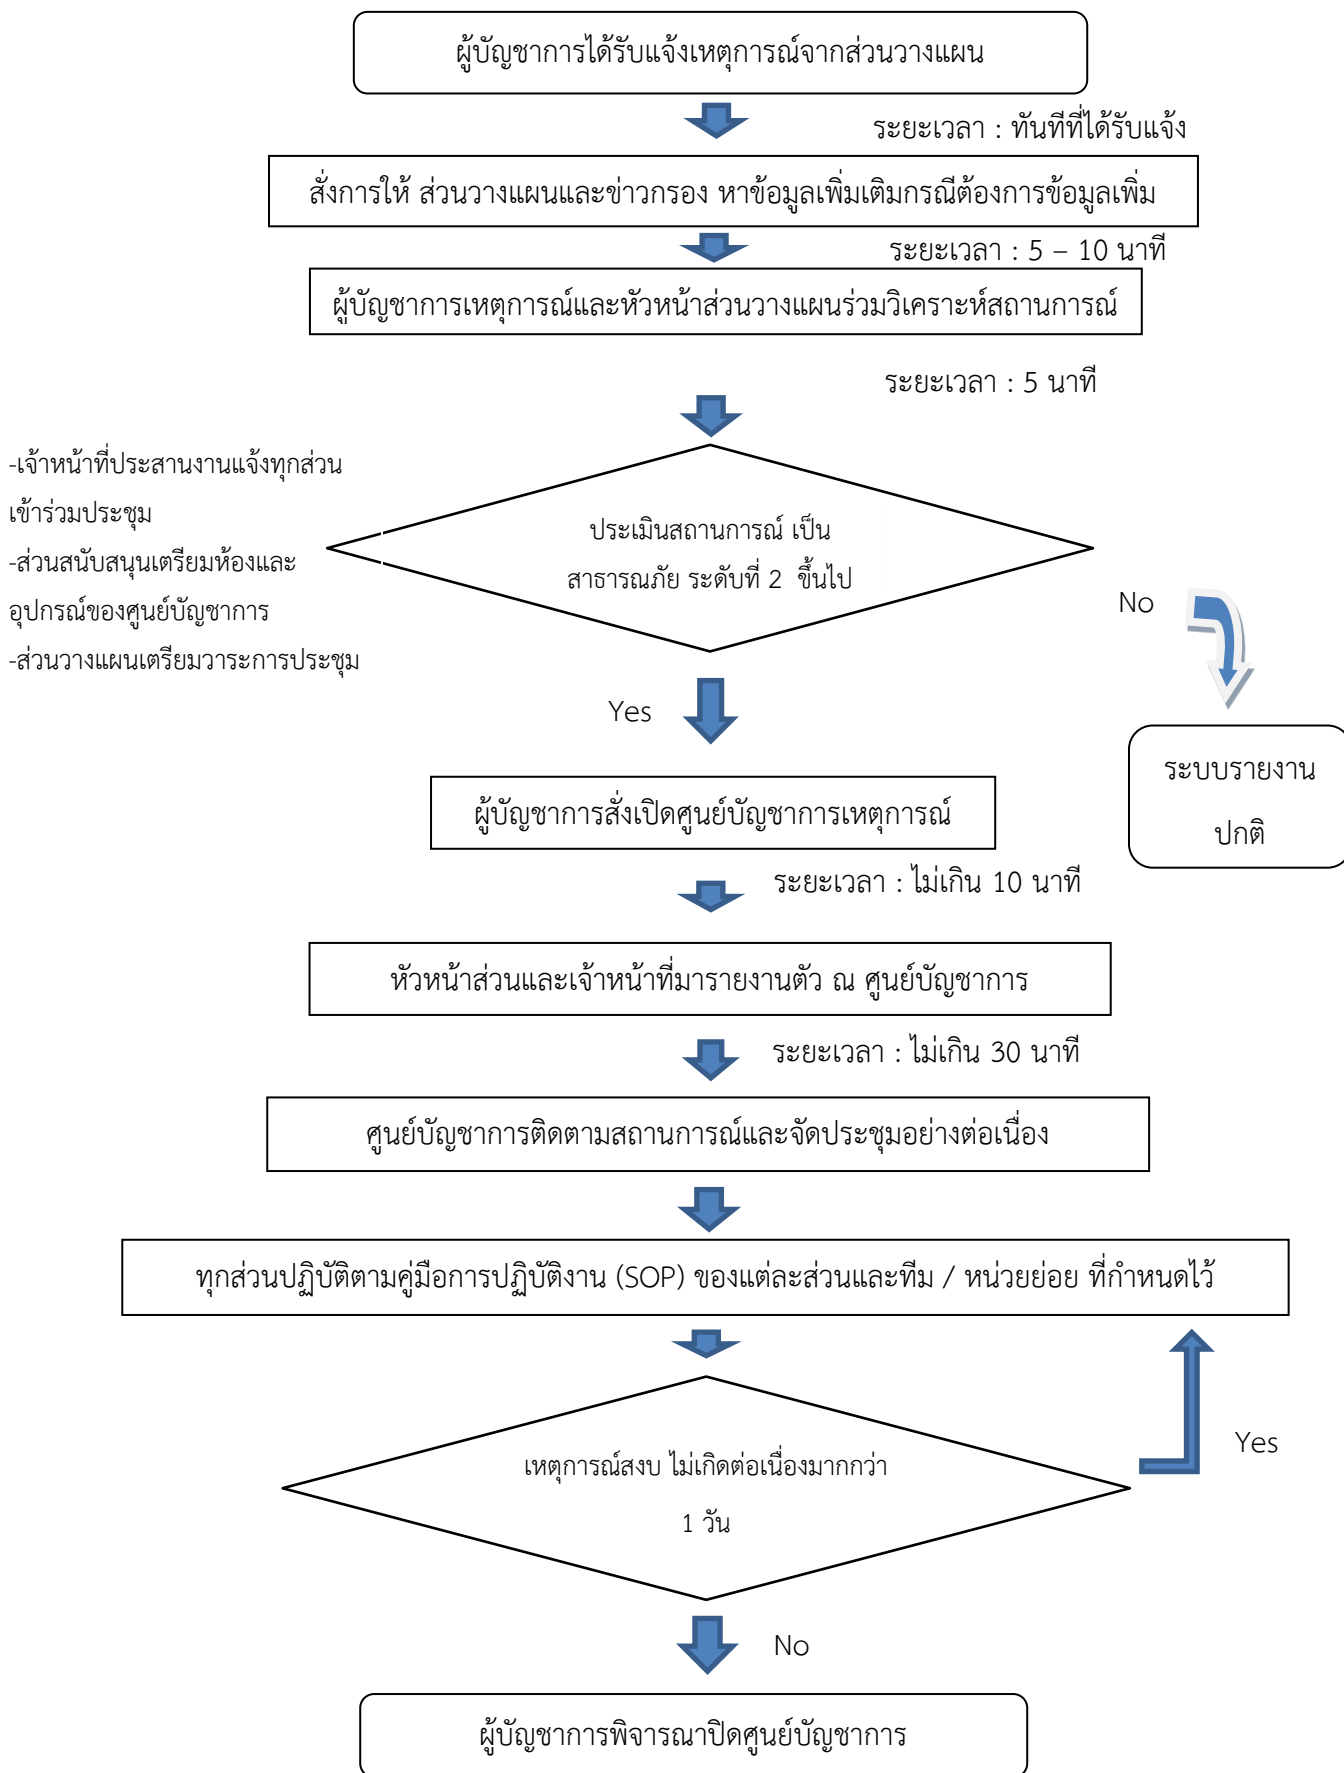 ผู้บัญชาการได้รับแจ้งเหตุการณ์จากส่วนวางแผน
ระยะเวลา : ทันทีที่ได้รับแจ้ง
สั่งการให้ ส่วนวางแผนและข่าวกรอง หาข้อมูลเพิ่มเติมกรณีต้องการข้อมูลเพิ่ม
ระยะเวลา : 5 – 10 นาที
ผู้บัญชาการเหตุการณ์และหัวหน้าส่วนวางแผนร่วมวิเคราะห์สถานการณ์
ระยะเวลา : 5 นาที
-เจ้าหน้าที่ประสานงานแจ้งทุกส่วน
เข้าร่วมประชุม
-ส่วนสนับสนุนเตรียมห้องและ
อุปกรณ์ของศูนย์บัญชาการ
-ส่วนวางแผนเตรียมวาระการประชุม
ประเมินสถานการณ์ เป็น
สาธารณภัย ระดับที่ 2 ขึ้นไป
No
Yes
ระบบรายงาน
ปกติ
ผู้บัญชาการสั่งเปิดศูนย์บัญชาการเหตุการณ์
ระยะเวลา : ไม่เกิน 10 นาที
หัวหน้าส่วนและเจ้าหน้าที่มารายงานตัว ณ ศูนย์บัญชาการ
ระยะเวลา : ไม่เกิน 30 นาที
ศูนย์บัญชาการติดตามสถานการณ์และจัดประชุมอย่างต่อเนื่อง
ทุกส่วนปฏิบัติตามคู่มือการปฏิบัติงาน (SOP) ของแต่ละส่วนและทีม / หน่วยย่อย ที่กำหนดไว้
Yes
เหตุการณ์สงบ ไม่เกิดต่อเนื่องมากกว่า
1 วัน
No
ผู้บัญชาการพิจารณาปิดศูนย์บัญชาการ